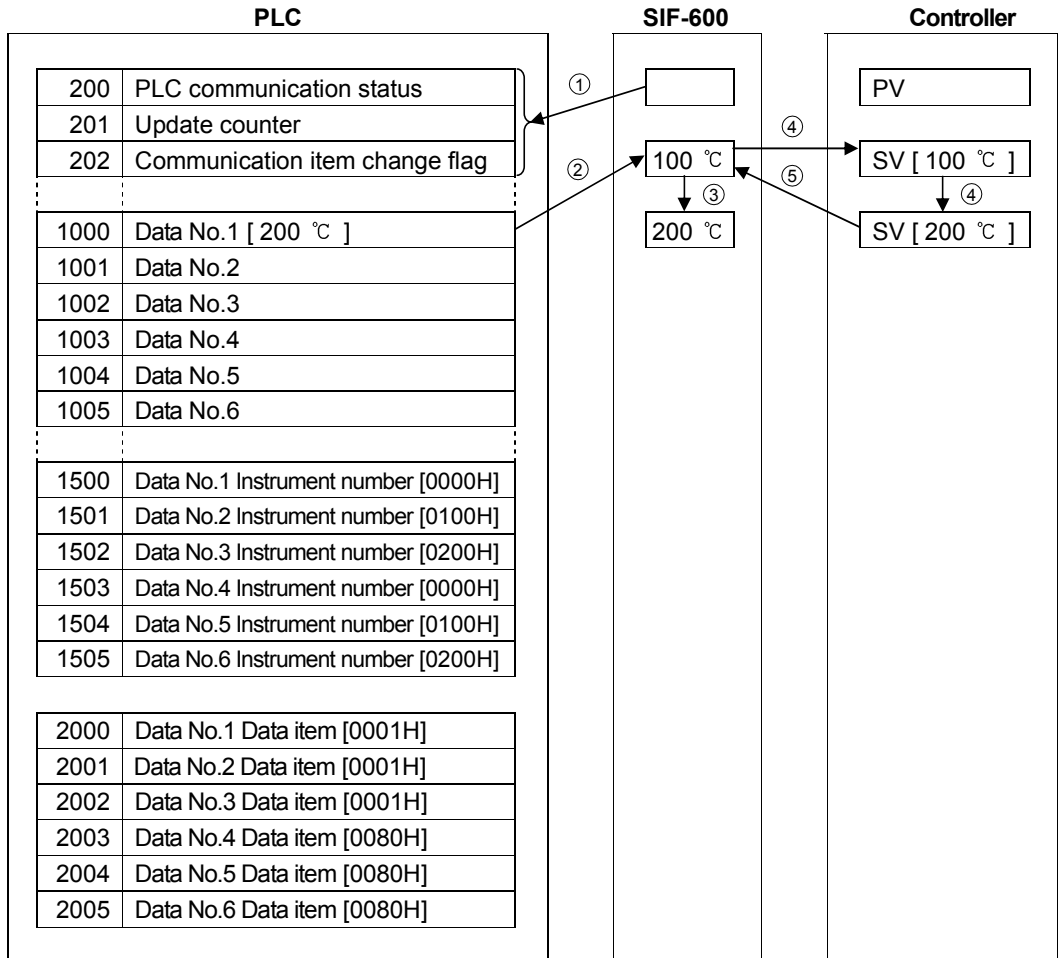 PLC SIF-600 Controller
200 PLC communication status ① PV
201 Update counter
202 Communication item change flag ② 100 ℃ ④ SV [ 100 ℃ ]
③ ⑤ ④
1000 Data No.1 [ 200 ℃ ] 200 ℃ SV [ 200 ℃ ]
1001 Data No.2
1002 Data No.3
1003 Data No.4
1004 Data No.5
1005 Data No.6
1500 Data No.1 Instrument number [0000H]
1501 Data No.2 Instrument number [0100H]
1502 Data No.3 Instrument number [0200H]
1503 Data No.4 Instrument number [0000H]
1504 Data No.5 Instrument number [0100H]
1505 Data No.6 Instrument number [0200H]
2000 Data No.1 Data item [0001H]
2001 Data No.2 Data item [0001H]
2002 Data No.3 Data item [0001H]
2003 Data No.4 Data item [0080H]
2004 Data No.5 Data item [0080H]
2005 Data No.6 Data item [0080H]